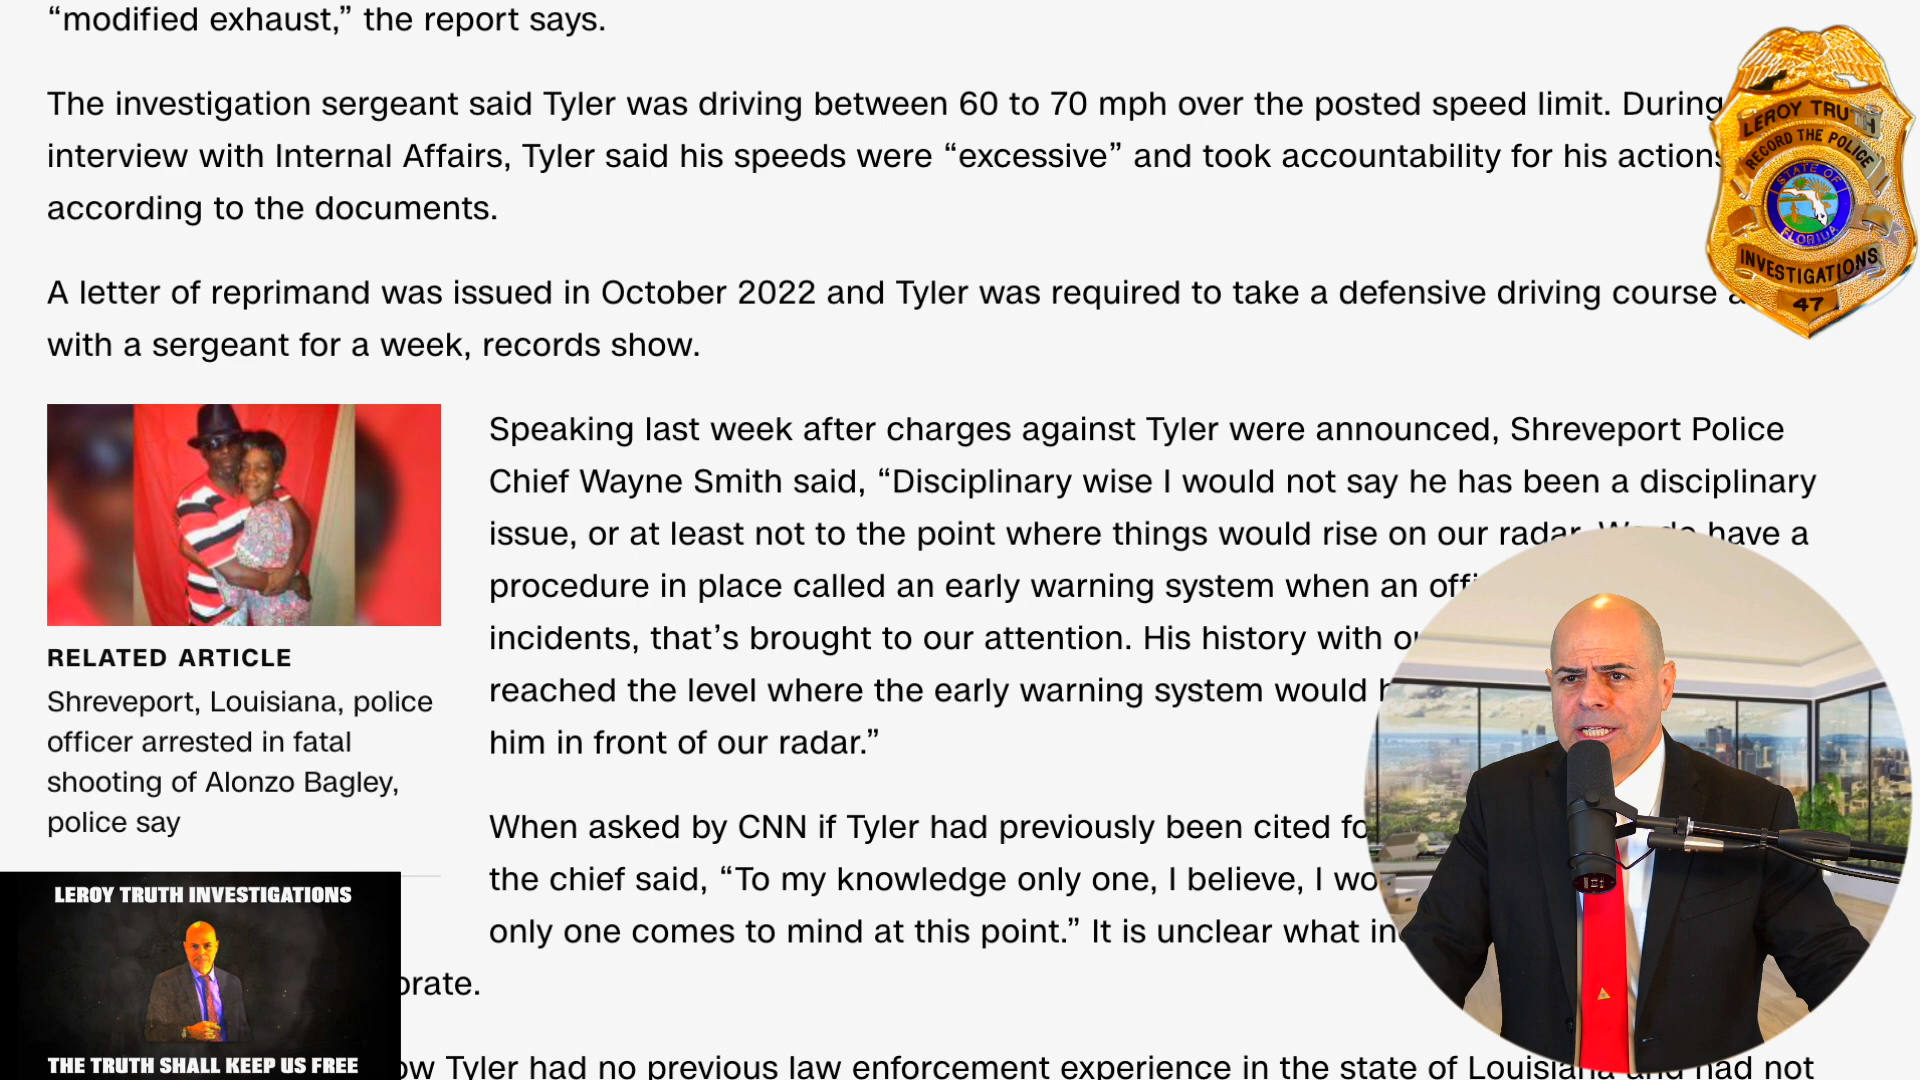 “modified exhaust,” the report says.
The investigation sergeant said Tyler was driving between 60 to 70 mph over the posted speed limit. During
interview with Internal Affairs, Tyler said his speeds were “excessive” and took accountability for his actions
according to the documents.
A letter of reprimand was issued in October 2022 and Tyler was required to take a defensive driving course
with a sergeant for a week, records show.
LEROY TRUTH
RECORD THE POLICE
STATE OF
FLORIDA
INVESTIGATIONS
47
RELATED ARTICLE
Shreveport, Louisiana, police
officer arrested in fatal
shooting of Alonzo Bagley,
police say
Speaking last week after charges against Tyler were announced, Shreveport Police
Chief Wayne Smith said, “Disciplinary wise I would not say he has been a disciplinary
issue, or at least not to the point where things would rise on our radar. We do have a
procedure in place called an early warning system when an
incidents, that’s brought to our attention. His history with
reached the level where the early warning system would
him in front of our radar.”
When asked by CNN if Tyler had previously been cited
the chief said, “To my knowledge only one, I believe, I
only one comes to mind at this point.” It is unclear what
Tyler had no previous law enforcement experience in the state of Louisiana and had not
LEROY TRUTH INVESTIGATIONS
THE TRUTH SHALL KEEP US FREE